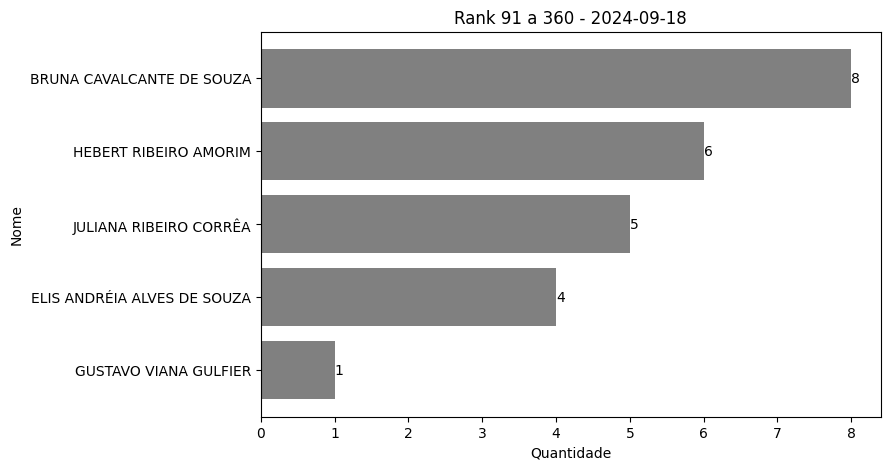 Rank 91 a 360 - 2024-09-18
BRUNA CAVALCANTE DE SOUZA
8
HEBERT RIBEIRO AMORIM
6
JULIANA RIBEIRO CORRÊA
5
ELIS ANDRÉIA ALVES DE SOUZA
4
GUSTAVO VIANA GULFIER
1
Nome
0 1 2 3 4 5 6 7 8
Quantidade